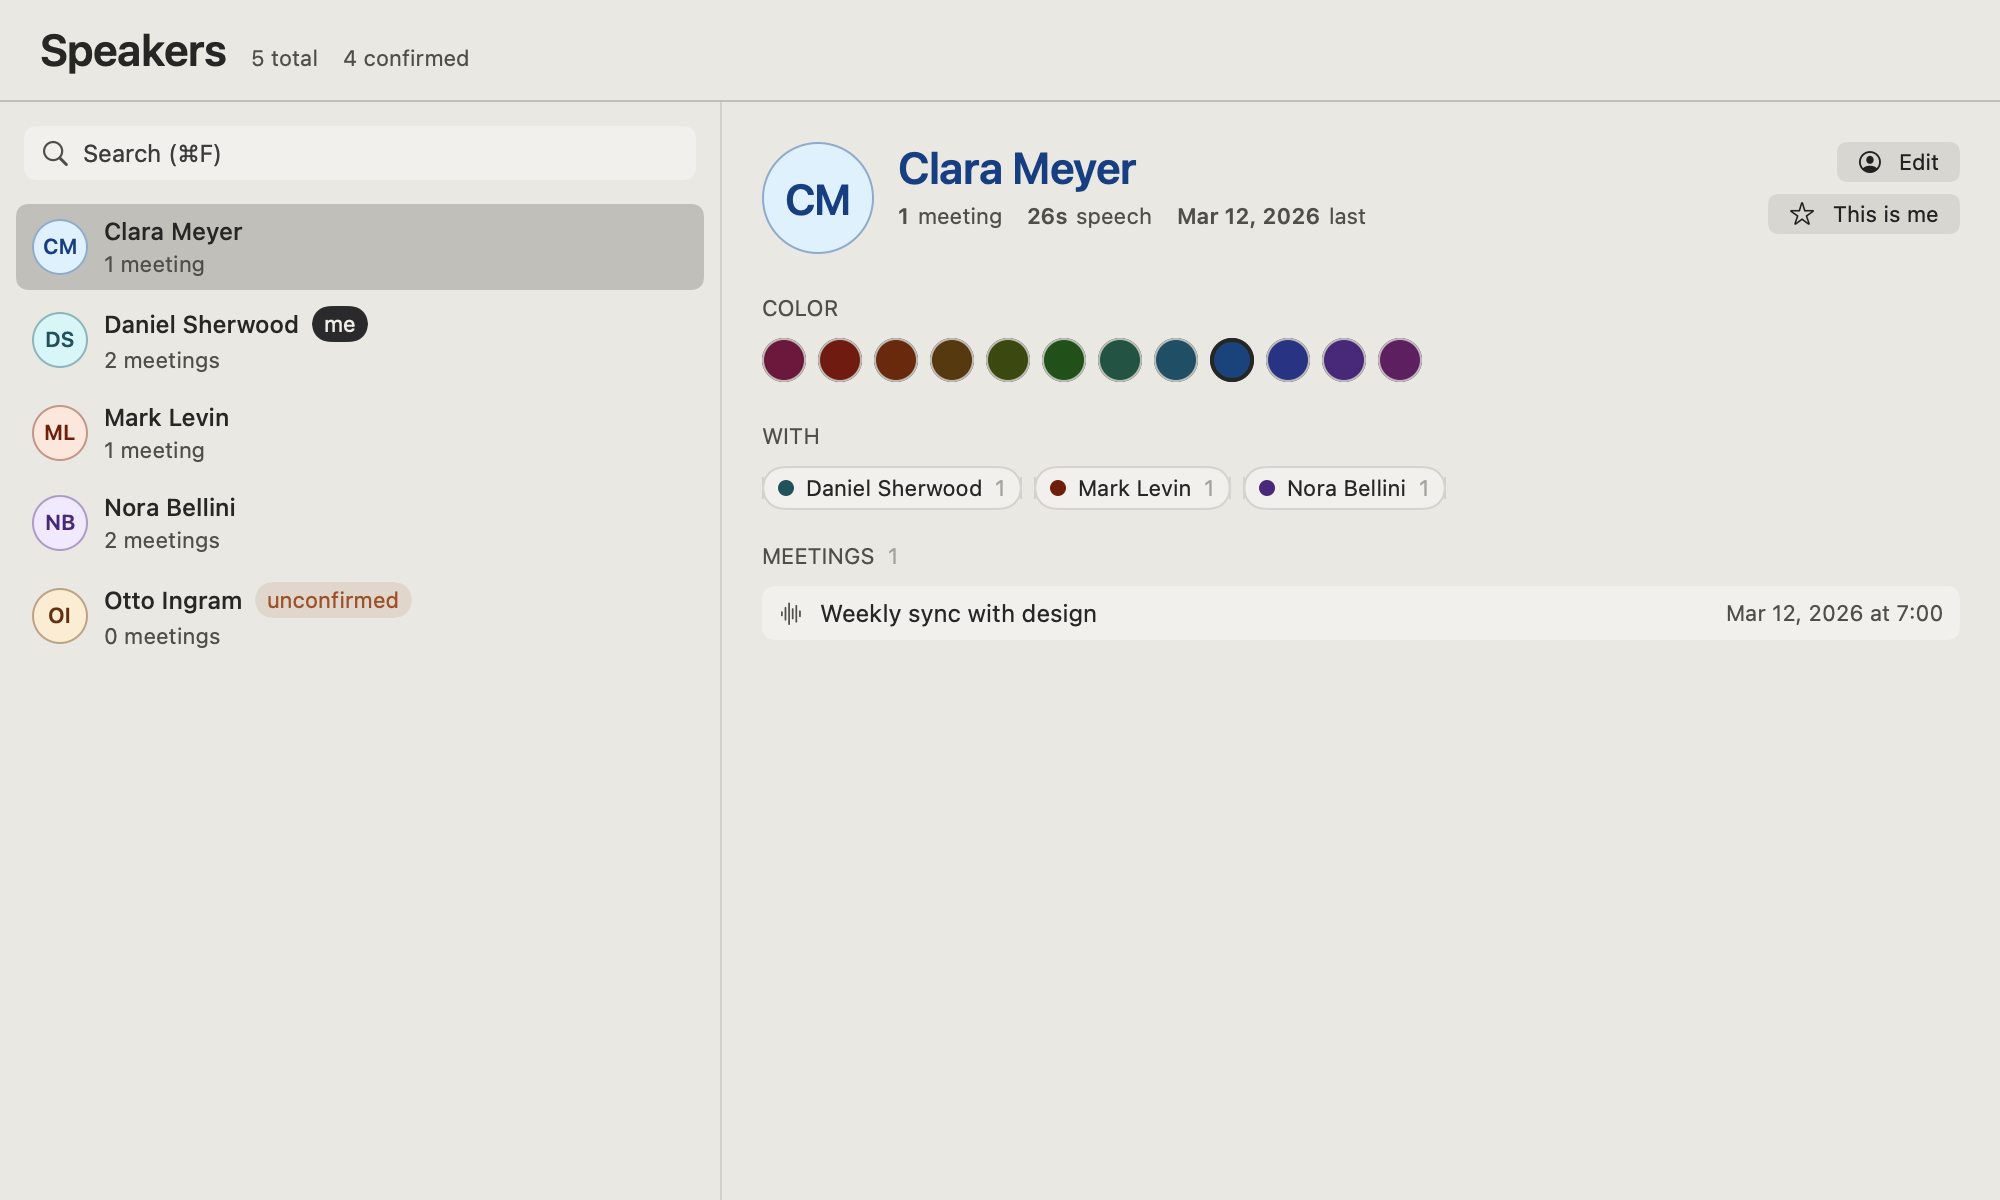 Speakers 5 total 4 confirmed
Search (⌘F)
CM Clara Meyer
1 meeting
DS Daniel Sherwood me
2 meetings
ML Mark Levin
1 meeting
NB Nora Bellini
2 meetings
OI Otto Ingram unconfirmed
0 meetings
CM Clara Meyer
1 meeting 26s speech Mar 12, 2026 last
Edit
This is me
COLOR
WITH
Daniel Sherwood 1 Mark Levin 1 Nora Bellini 1
MEETINGS 1
Weekly sync with design Mar 12, 2026 at 7:00